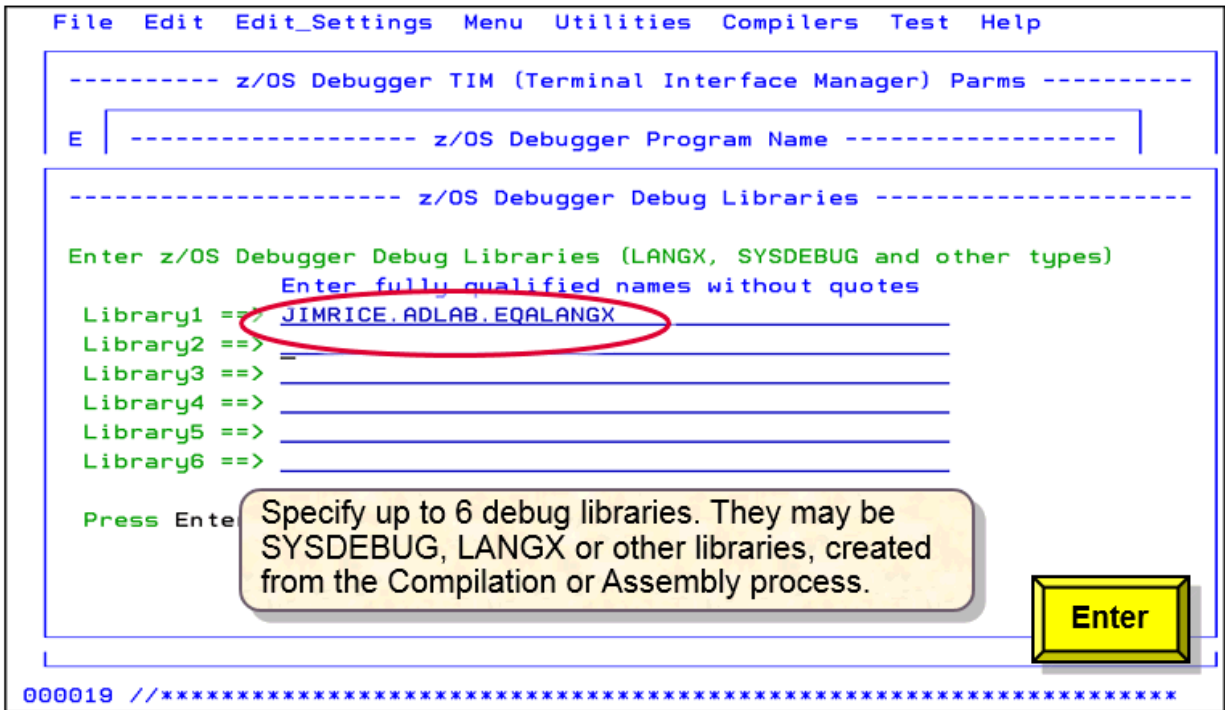 File Edit Edit_Settings Menu Utilities Compilers Test Help
---------- z/OS Debugger TIM (Terminal Interface Manager) Parms ----------
E ------------------- z/OS Debugger Program Name ------------------
---------------------- z/OS Debugger Debug Libraries ---------------------
Enter z/OS Debugger Debug Libraries (LANGX, SYSDEBUG and other types)
Enter fully qualified names without quotes
Library1 ==> JIMRICE.ADLAB.EQALANGX
Library2 ==>
Library3 ==>
Library4 ==>
Library5 ==>
Library6 ==>
Press Ente
Specify up to 6 debug libraries. They may be
SYSDEBUG, LANGX or other libraries, created
from the Compilation or Assembly process.
Enter
000019 //*******************************************************************